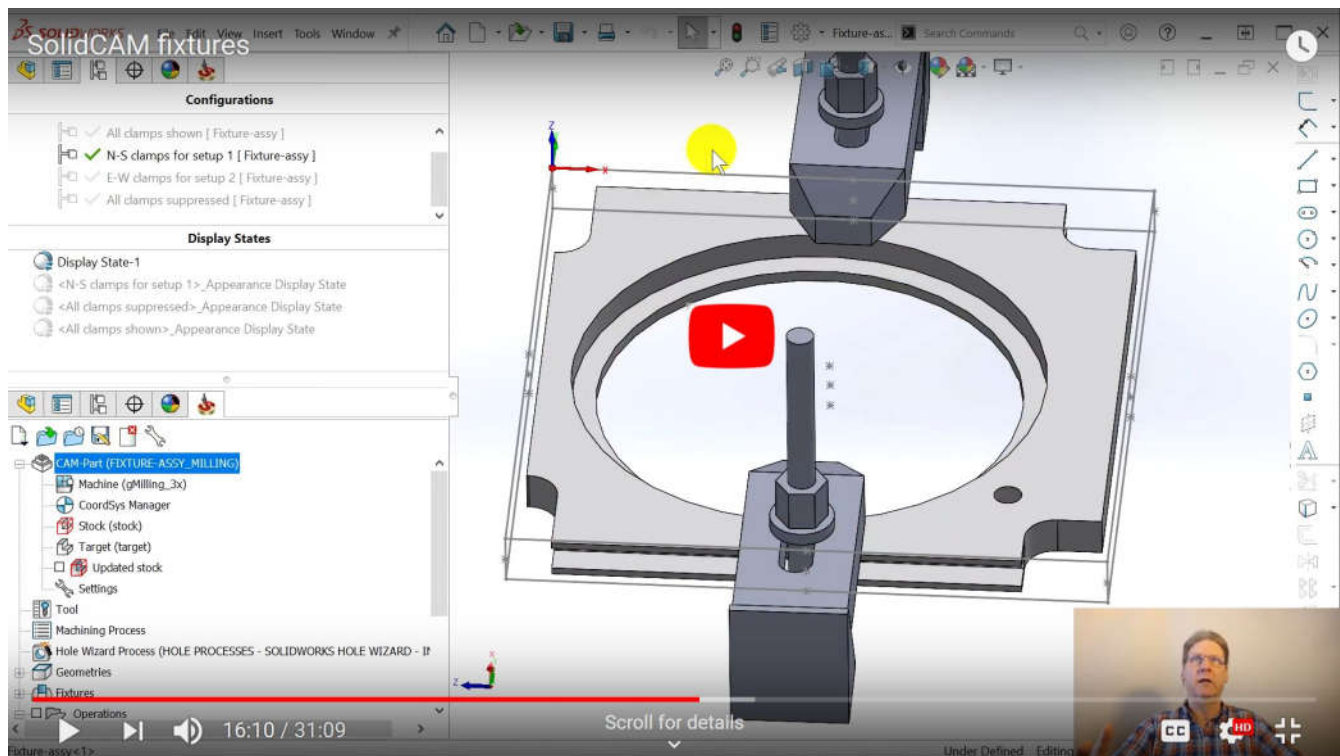 SOLIDWORKS File Edit View Insert Tools Window
Fixture-as...
Search Commands
SolidCAM fixtures
Configurations
All clamps shown [ Fixture-assy ]
N-S clamps for setup 1 [ Fixture-assy ]
E-W clamps for setup 2 [ Fixture-assy ]
All clamps suppressed [ Fixture-assy ]
Display States
Display State-1
<N-S clamps for setup 1>_Appearance Display State
<All clamps suppressed>_Appearance Display State
<All clamps shown>_Appearance Display State
Z
X
CAM-Part (FIXTURE-ASSY_MILLING)
Machine (gMilling_3x)
CoordSys Manager
Stock (stock)
Target (target)
Updated stock
Settings
Tool
Machining Process
Hole Wizard Process (HOLE PROCESSES - SOLIDWORKS HOLE WIZARD - I
Geometries
Fixtures
Operations
X
Z
16:10 / 31:09
Scroll for details
CC
HD
Fixture-assy<1>
Under Defined
Editing